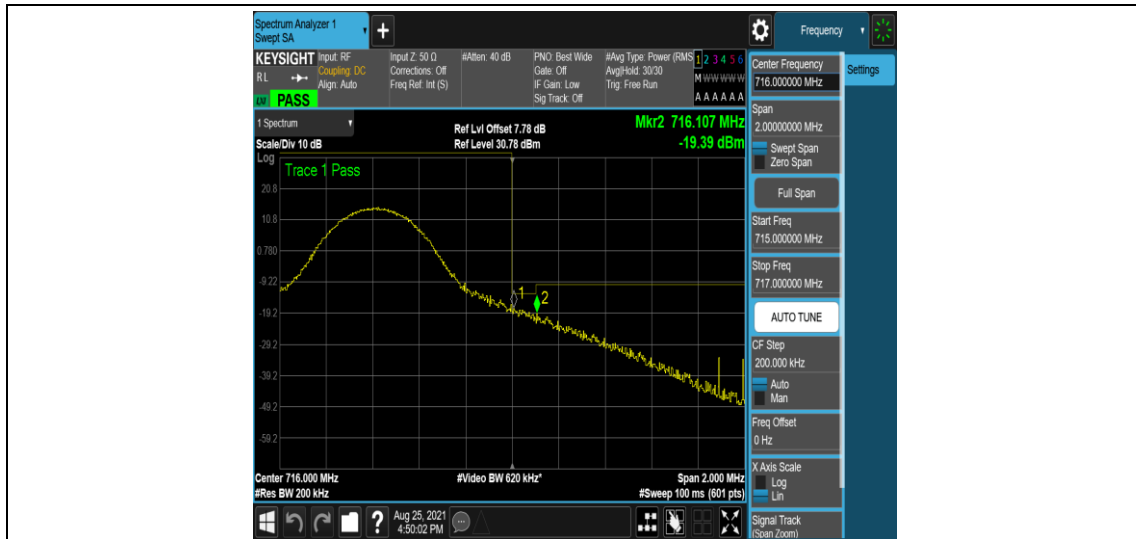 Spectrum Analyzer 1
Swept SA
+
Frequency
KEYSIGHT
RL
PASS
Input: RF
Coupling: DC
Align: Auto
Input Z: 50 Ω
Corrections: Off
Freq Ref: Int (S)
#Atten: 40 dB
PNO: Best Wide
Gate: Off
IF Gain: Low
Sig Track: Off
#Avg Type: Power (RMS
Avg|Hold: 30/30
Trig: Free Run
1 2 3 4 5 6
M W W W W W
A A A A A A
Center Frequency
716.000000 MHz
Settings
1 Spectrum
Scale/Div 10 dB
Ref Lvl Offset 7.78 dB
Ref Level 30.78 dBm
Mkr2 716.107 MHz
-19.39 dBm
Log
Trace 1 Pass
20.8
10.8
0.780
-9.22
-19.2
-29.2
-39.2
-49.2
-59.2
1
2
Span
2.00000000 MHz
Swept Span
Zero Span
Full Span
Start Freq
715.000000 MHz
Stop Freq
717.000000 MHz
AUTO TUNE
CF Step
200.000 kHz
Auto
Man
Freq Offset
0 Hz
X Axis Scale
Log
Lin
Signal Track
(Span Zoom)
Center 716.000 MHz
#Video BW 620 kHz*
Span 2.000 MHz
#Res BW 200 kHz
#Sweep 100 ms (601 pts)
?
Aug 25, 2021
4:50:02 PM